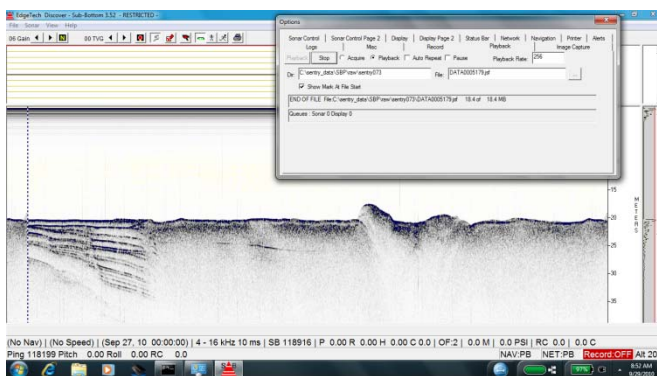 EdgeTech Discover - Sub-Bottom 3.52 - RESTRICTED -
File Sonar View Help
06 Gain N 00 TVG
Options
Sonar Control Sonar Control Page 2 Display Display Page 2 Status Bar Network Navigation Printer Alerts
Logs Misc Record Playback Image Capture
Playback Stop Acquire Playback Auto Repeat Pause Playback Rate: 256
Dir: C:\sentry_data\SBP\raw\sentry073 File: DATA0005179.jsf ...
Show Mark At File Start
END OF FILE File:C:\sentry_data\SBP\raw\sentry073\DATA0005179.jsf 18.4 of 18.4 MB
Queues : Sonar 0 Display 0
-15
METERS
-20
-25
-30
-35
(No Nav) | (No Speed) | (Sep 27, 10 00:00:00) | 4 - 16 kHz 10 ms | SB 118916 | P 0.00 R 0.00 H 0.00 C 0.0 | OF:2 | 0.0 M | 0.0 PSI | RC 0.0 | 0.0 C
Ping 118199 Pitch 0.00 Roll 0.00 RC 0.0 NAV:PB NET:PB Record:OFF Alt 20
97% 8:52 AM
9/29/2010